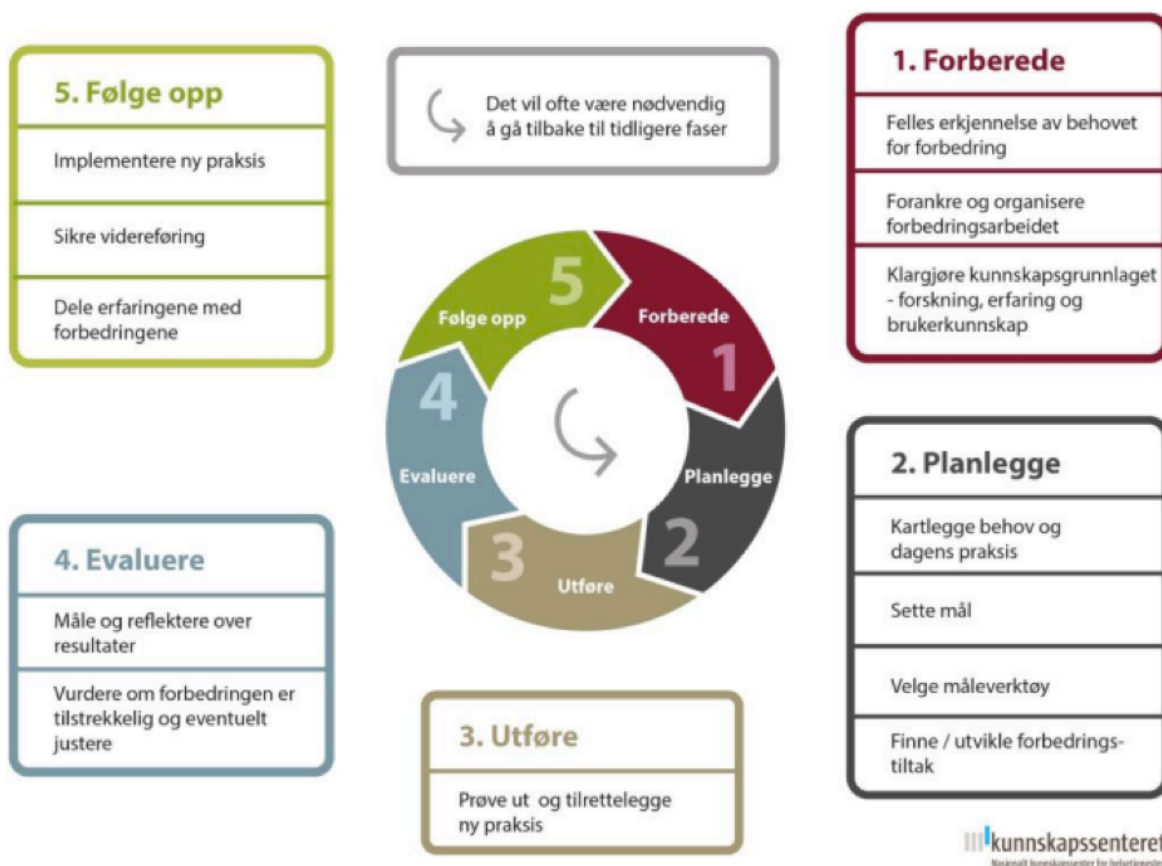 1. Forberede
Felles erkjennelse av behovet
for forbedring
Forankre og organisere
forbedringsarbeidet
Klargjøre kunnskapsgrunnlaget
- forskning, erfaring og
brukerkunnskap
2. Planlegge
Kartlegge behov og
dagens praksis
Sette mål
Velge måleverktøy
Finne / utvikle forbedrings-
tiltak
3. Utføre
Prøve ut og tilrettelegge
ny praksis
4. Evaluere
Måle og reflektere over
resultater
Vurdere om forbedringen er
tilstrekkelig og eventuelt
justere
5. Følge opp
Implementere ny praksis
Sikre videreføring
Dele erfaringene med
forbedringene
Det vil ofte være nødvendig
å gå tilbake til tidligere faser
Forberede
1
Planlegge
2
3
Utføre
4
Evaluere
5
Følge opp
kunnskapssenteret
Nasjonalt kunnskapssenter for helsetjenesten